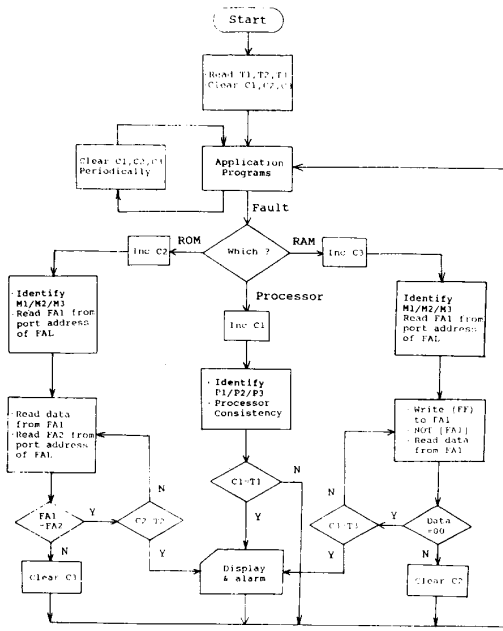 Start
Read T1,T2,T3
Clear C1,C2,C3
Clear C1,C2,C3
Periodically
Application
Programs
Fault
Inc C2
ROM
Which ?
RAM
Inc C3
Processor
Inc C1
· Identify
M1/M2/M3
· Read FA1 from
port address
of FAL
Identify
M1/M2/M3
Read FA1 from
port address
of FAL
· Identify
P1/P2/P3
· Processor
Consistency
· Read data
from FA1
· Read FA2 from
port address
of FAL
· Write (FF)
to FA1
· NOT [FA1]
· Read data
from FA1
N
C1=T1
N
N
FA1
=FA2
Y
C2=T2
Y
Y
Y
Y
Data
=00
N
Display
& alarm
N
Clear C3
Clear C2